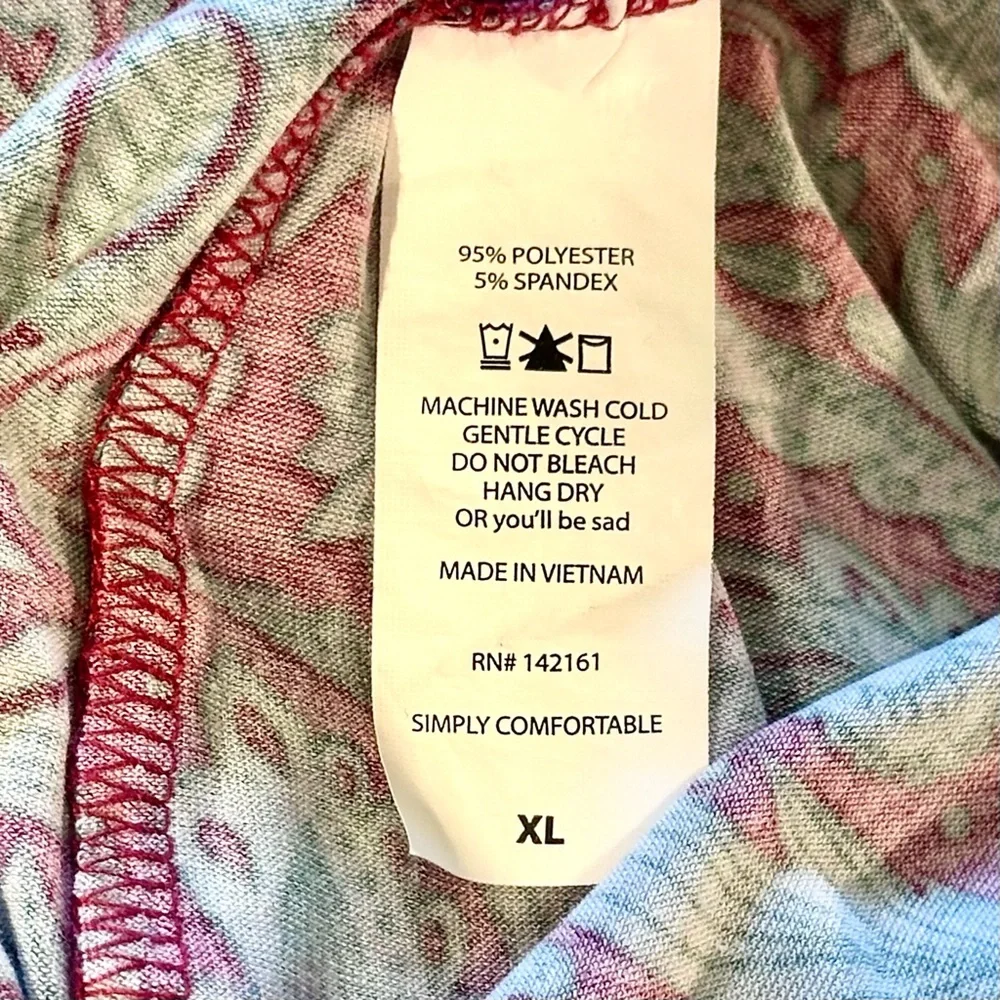 95% POLYESTER
5% SPANDEX
MACHINE WASH COLD
GENTLE CYCLE
DO NOT BLEACH
HANG DRY
OR you'll be sad
MADE IN VIETNAM
RN# 142161
SIMPLY COMFORTABLE
XL